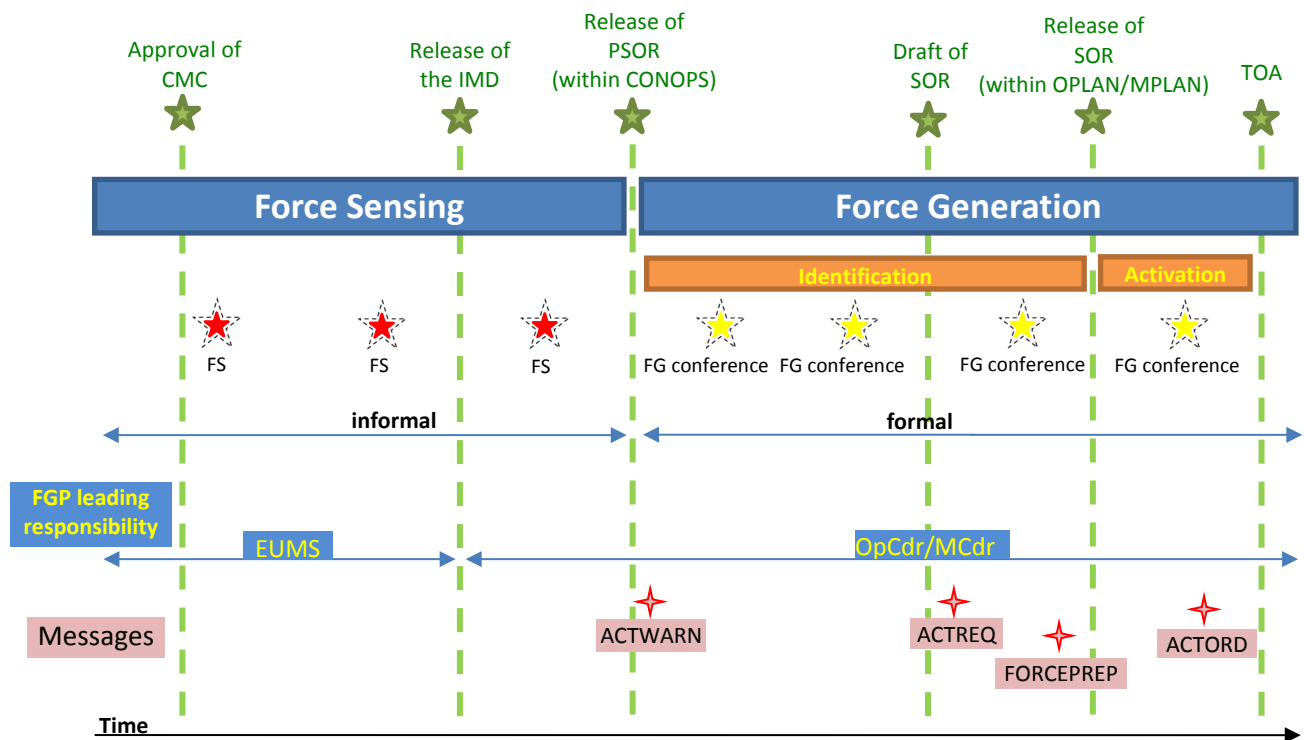 Approval of
CMC
Release of
the IMD
Release of
PSOR
(within CONOPS)
Draft of
SOR
Release of
SOR
(within OPLAN/MPLAN)
TOA
Force Sensing
Force Generation
Identification
Activation
FS
FS
FS
FG conference
FG conference
FG conference
FG conference
informal
formal
FGP leading
responsibility
EUMS
OpCdr/MCdr
Messages
ACTWARN
ACTREQ
FORCEPREP
ACTORD
Time